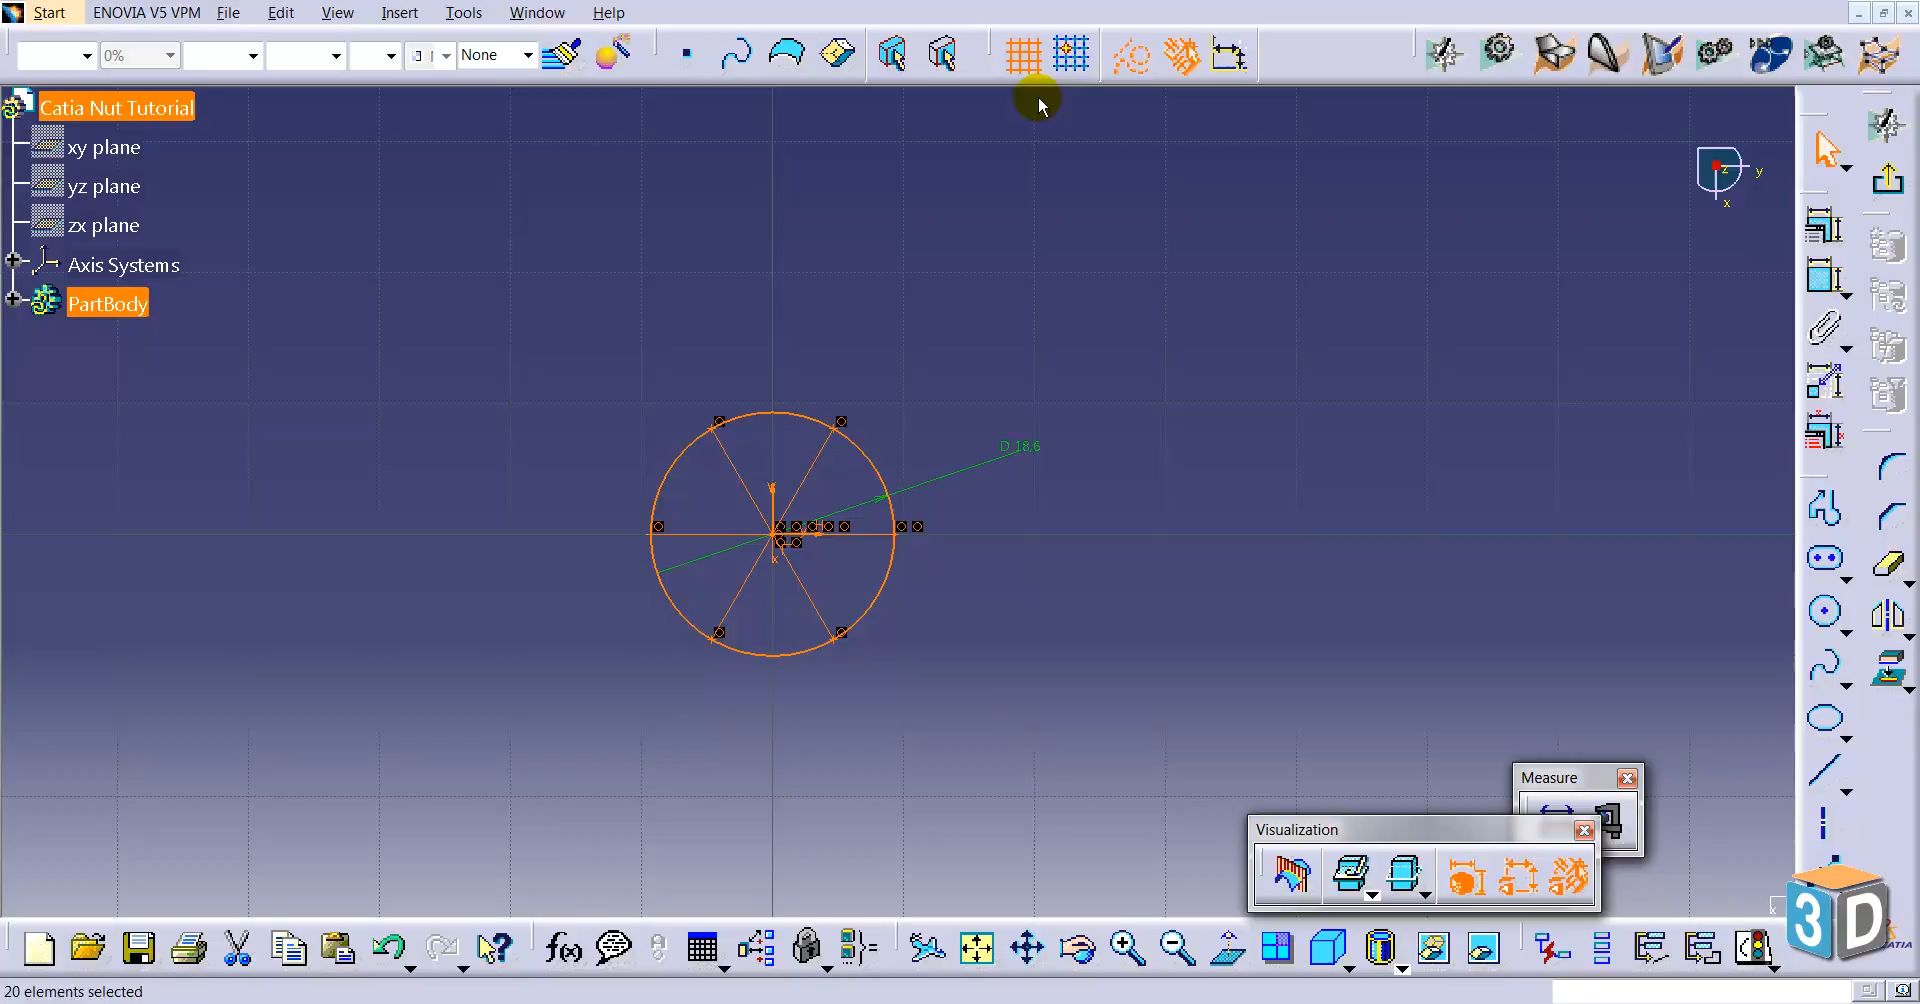 Start ENOVIA V5 VPM File Edit View Insert Tools Window Help
0% None
Catia Nut Tutorial
xy plane
yz plane
zx plane
Axis Systems
PartBody
z y
x
D 18,6
V
H
y
x
Measure
Visualization
f(x)
x
3D
CATIA
20 elements selected